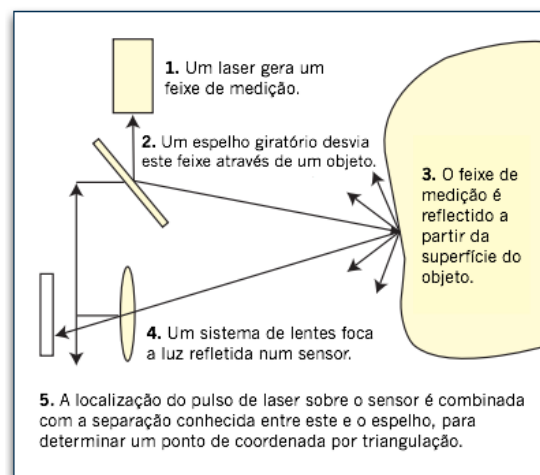 1. Um laser gera um
feixe de medição.
2. Um espelho giratório desvia
este feixe através de um objeto.
3. O feixe de
medição é
reflectido a
partir da
superfície do
objeto.
4. Um sistema de lentes foca
a luz refletida num sensor.
5. A localização do pulso de laser sobre o sensor é combinada
com a separação conhecida entre este e o espelho, para
determinar um ponto de coordenada por triangulação.